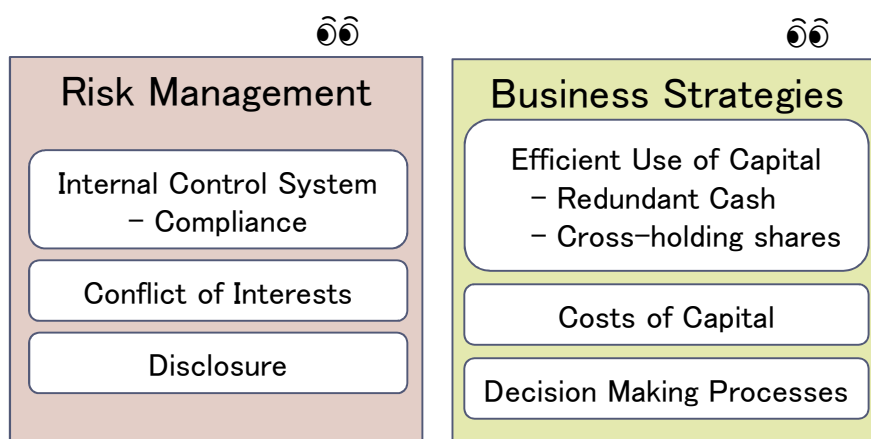 Risk Management
Internal Control System
– Compliance
Conflict of Interests
Disclosure
Business Strategies
Efficient Use of Capital
– Redundant Cash
– Cross-holding shares
Costs of Capital
Decision Making Processes